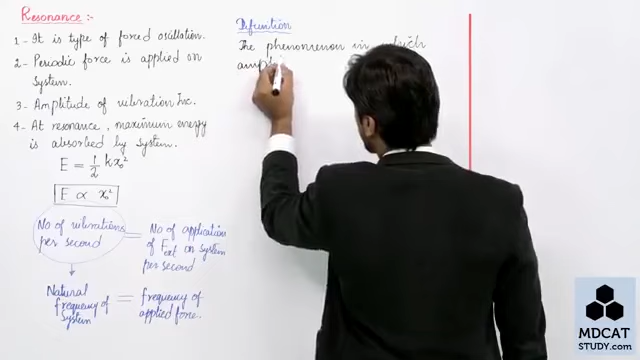 Resonance :-
1 - It is type of forced oscillation.
2 - Periodic force is applied on
System.
3 - Amplitude of vibration Inc.
4 - At resonance, maximum energy
is absorbed by System.
E = 1/2 kx₀²
E ∝ x₀²
No of vibrations
per second
=
No of application
of Fext on System
per second
Natural
frequency of
System
=
frequency of
applied force.
Definition
The phenomenon in which
MDCAT
STUDY.com